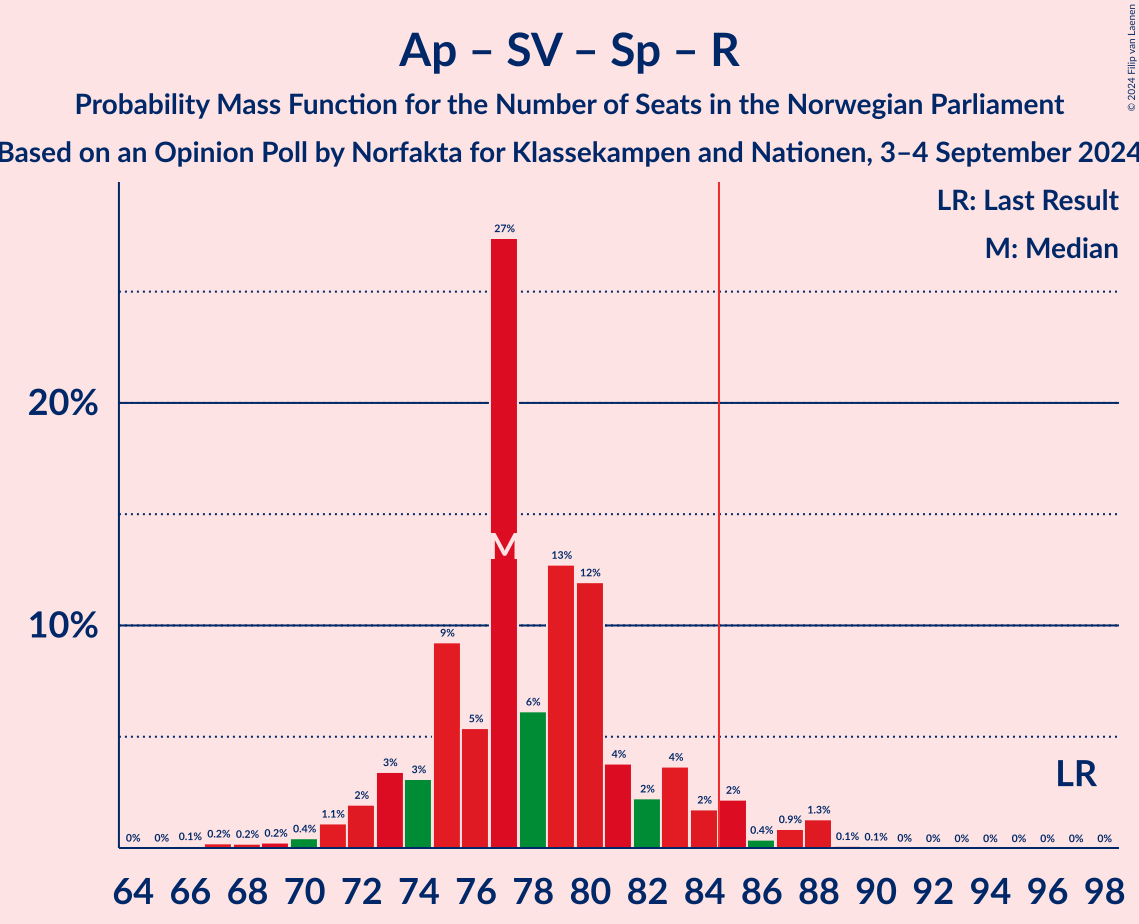 Ap – SV – Sp – R
Probability Mass Function for the Number of Seats in the Norwegian Parliament
Based on an Opinion Poll by Norfakta for Klassekampen and Nationen, 3–4 September 2024
© 2024 Filip van Laenen
LR: Last Result
M: Median
20%
10%
0% 0% 0.1% 0.2% 0.2% 0.2% 0.4% 1.1% 2% 3% 3% 9% 5% 27% 6% 13% 12% 4% 2% 4% 2% 2% 0.4% 0.9% 1.3% 0.1% 0.1% 0% 0% 0% 0% 0% 0% 0% 0%
M
LR
64 66 68 70 72 74 76 78 80 82 84 86 88 90 92 94 96 98